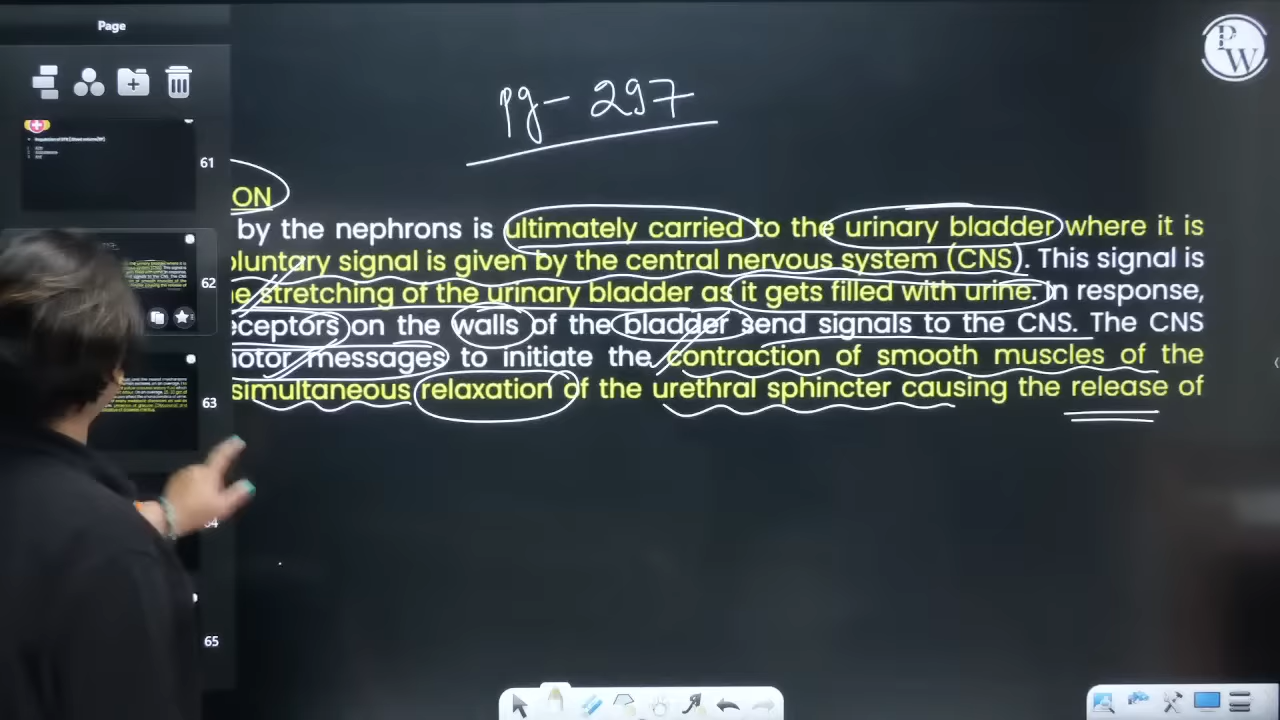 Page
PW
pg - 297
61
ON
by the nephrons is ultimately carried to the urinary bladder where it is
oluntary signal is given by the central nervous system (CNS). This signal is
e stretching of the urinary bladder as it gets filled with urine. In response,
62
eceptors on the walls of the bladder send signals to the CNS. The CNS
otor messages to initiate the contraction of smooth muscles of the
simultaneous relaxation of the urethral sphincter causing the release of
63
65